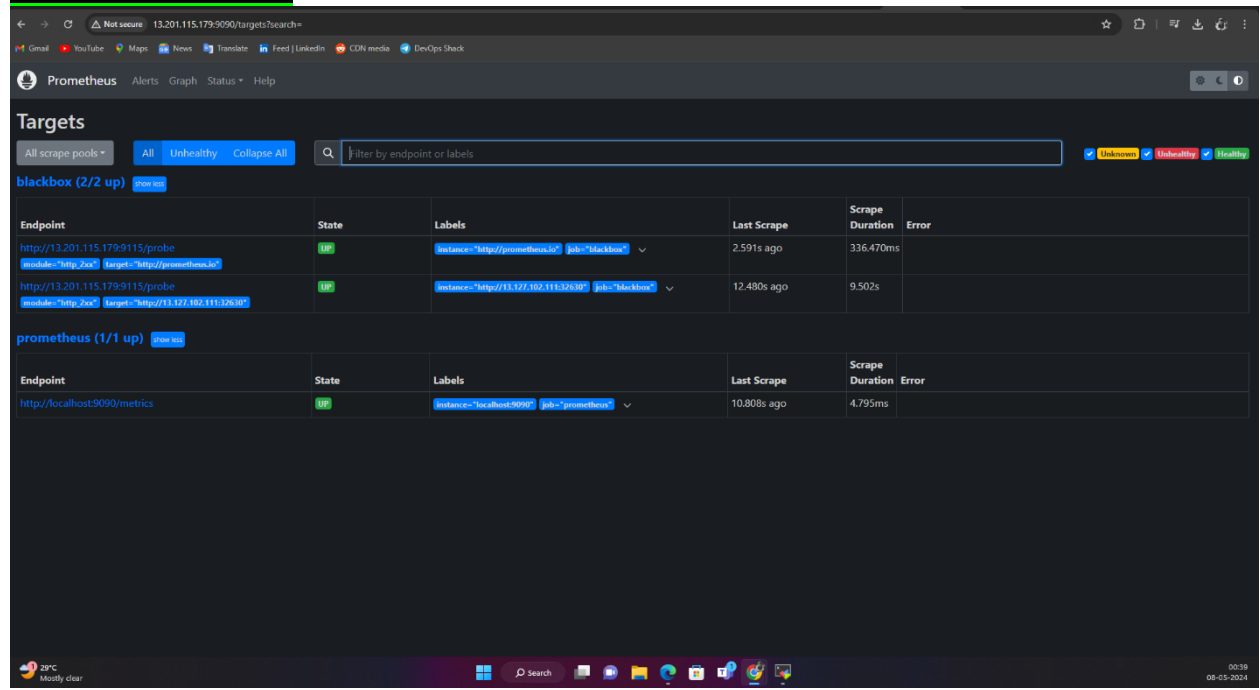 Not secure 13.201.115.179:9090/targets?search=
Gmail YouTube Maps News Translate Feed | LinkedIn CDN media DevOps Shack
Prometheus Alerts Graph Status Help
Targets
All scrape pools All Unhealthy Collapse All Filter by endpoint or labels Unknown Unhealthy Healthy
blackbox (2/2 up) show less
Endpoint State Labels Last Scrape Scrape Duration Error
http://13.201.115.179:9115/probe UP instance="http://prometheus.io" job="blackbox" 2.591s ago 336.470ms
module="http_2xx" target="http://prometheus.io"
http://13.201.115.179:9115/probe UP instance="http://13.127.102.111:32630" job="blackbox" 12.480s ago 9.502s
module="http_2xx" target="http://13.127.102.111:32630"
prometheus (1/1 up) show less
Endpoint State Labels Last Scrape Scrape Duration Error
http://localhost:9090/metrics UP instance="localhost:9090" job="prometheus" 10.808s ago 4.795ms
1 29°C
Mostly clear
Search
00:39
08-05-2024